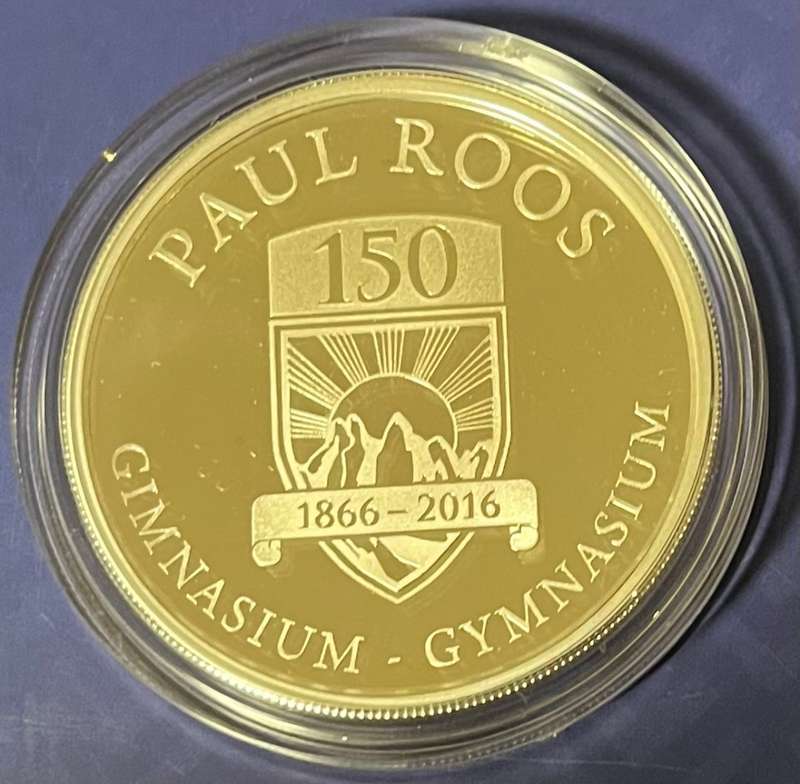 PAUL ROOS
150
1866 – 2016
GIMNASIUM - GYMNASIUM